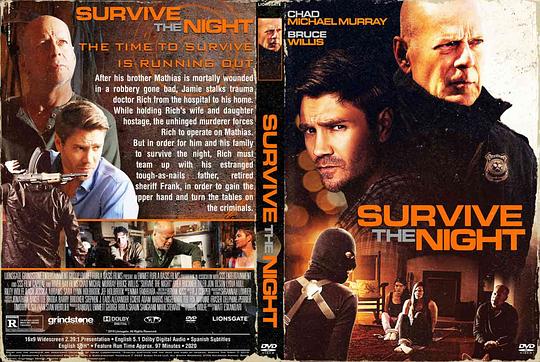 SURVIVE
THE NIGHT
THE TIME TO SURVIVE
IS RUNNING OUT
After his brother Mathias is mortally wounded
in a robbery gone bad, Jamie stalks trauma
doctor Rich from the hospital to his home.
While holding Rich's wife and daughter
hostage, the unhinged murderer forces
Rich to operate on Mathias.
But in order for him and his family
to survive the night, Rich must
team up with his estranged
tough-as-nails father, retired
sheriff Frank, in order to gain the
upper hand and turn the tables on
the criminals.
R
grindstone
DOLBY
DIGITAL
DVD
LIONSGATE
16x9 Widescreen 2.39:1 Presentation • English 5.1 Dolby Digital Audio • Spanish Subtitles
English SDH • Feature Run Time Approx. 97 Minutes • 2020
DVD
SURVIVE THE NIGHT
DVD
CHAD
MICHAEL MURRAY
BRUCE
WILLIS
SURVIVE
THE NIGHT
LIONSGATE
DVD